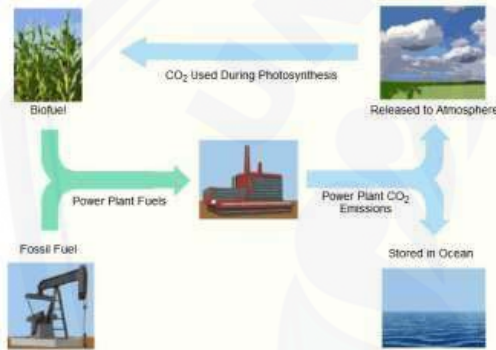 CO₂ Used During Photosynthesis
Biofuel
Released to Atmosphere
Power Plant Fuels
Power Plant CO₂
Emissions
Fossil Fuel
Stored in Ocean